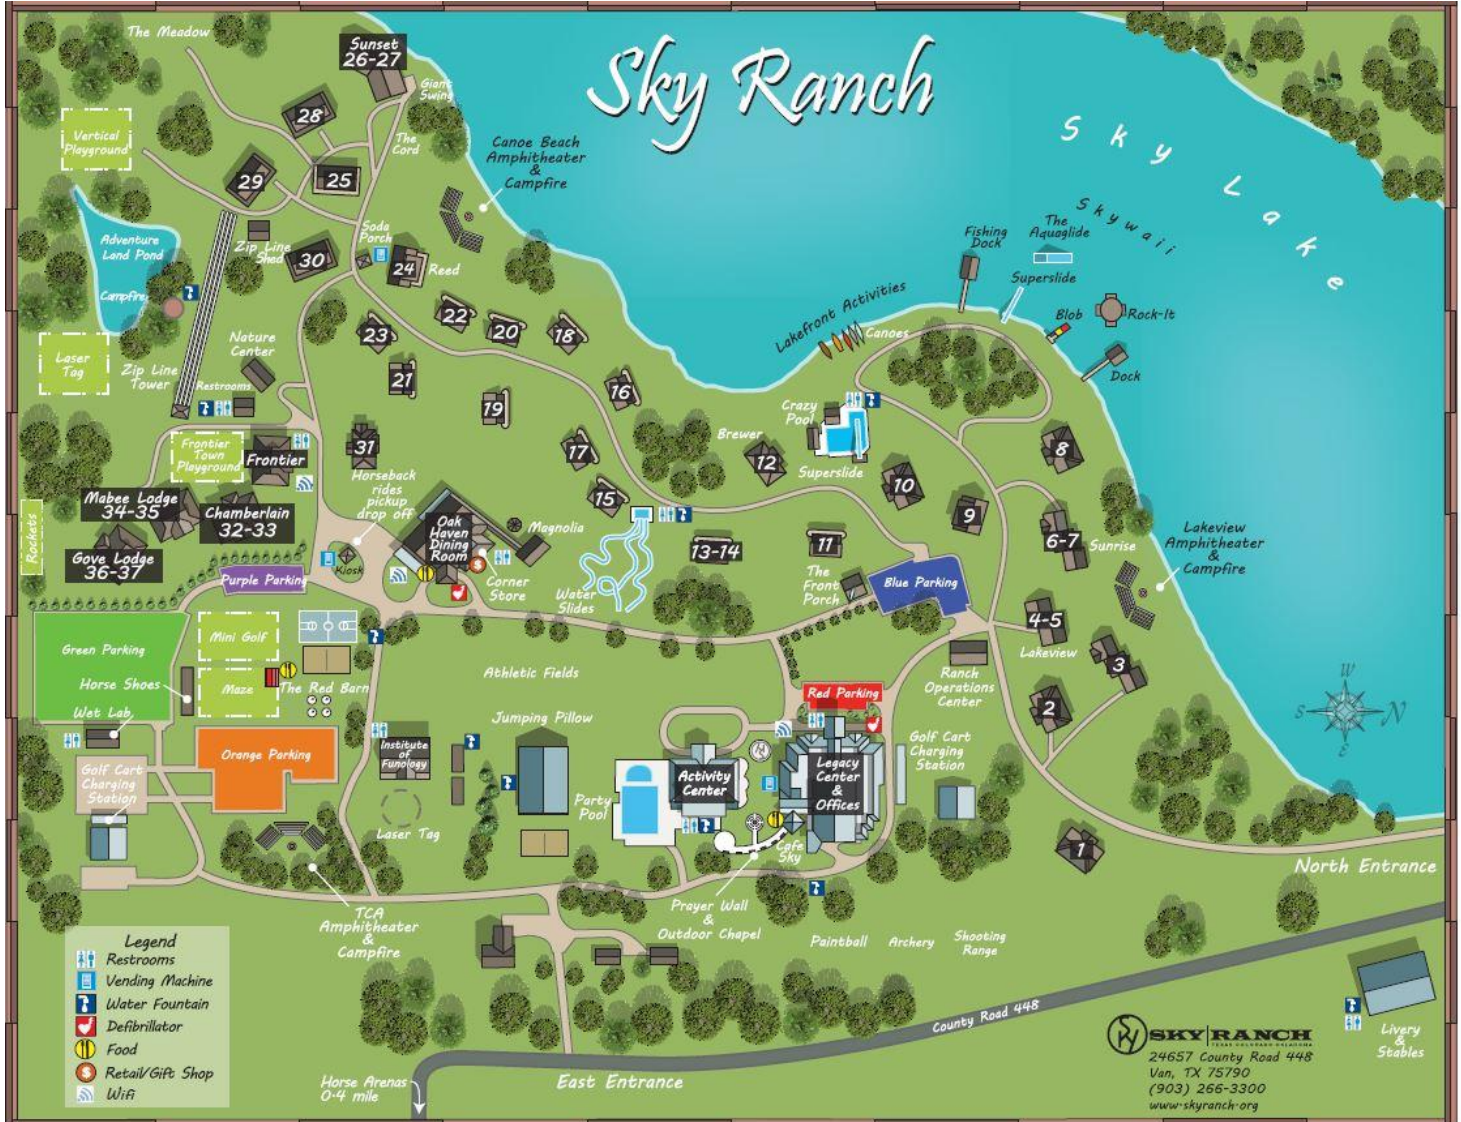 Sky Ranch
The Meadow
Sunset
26-27
Giant
Swing
28
The
Cord
Vertical
Playground
29
25
Canoe Beach
Amphitheater
&
Campfire
Sky Lake
Skywaii
Adventure
Land Pond
Campfire
Zip Line
Shed
30
Soda
Porch
24
Reed
Fishing
Dock
The
Aquaglide
Superslide
Blob
Rock-It
Dock
Lakefront Activities
Canoes
Laser
Tag
Zip Line
Tower
Nature
Center
Restrooms
23
22
20
18
21
19
16
17
15
Crazy
Pool
Superslide
Brewer
12
10
9
8
Frontier
Town
Playground
Frontier
31
Horseback
rides
pickup
drop off
Mabee Lodge
34-35
Chamberlain
32-33
Gove Lodge
36-37
Rockets
Oak
Haven
Dining
Room
Magnolia
Corner
Store
Kiosk
Water
Slides
13-14
11
The
Front
Porch
Blue Parking
6-7
Sunrise
Lakeview
Amphitheater
&
Campfire
4-5
Lakeview
3
2
1
Purple Parking
Green Parking
Mini Golf
Maze
Horse Shoes
The Red Barn
Wet Lab
Athletic Fields
Jumping Pillow
Red Parking
Ranch
Operations
Center
Orange Parking
Golf Cart
Charging
Station
Institute
of
Funology
Laser Tag
Party
Pool
Activity
Center
Legacy
Center
&
Offices
Golf Cart
Charging
Station
Cafe
Sky
W
S
N
E
North Entrance
TCA
Amphitheater
&
Campfire
Prayer Wall
&
Outdoor Chapel
Paintball
Archery
Shooting
Range
Legend
Restrooms
Vending Machine
Water Fountain
Defibrillator
Food
Retail/Gift Shop
Wifi
Horse Arenas
0.4 mile
East Entrance
County Road 448
Livery
&
Stables
SKY RANCH
TEXAS COLORADO OKLAHOMA
24657 County Road 448
Van, TX 75790
(903) 266-3300
www.skyranch.org